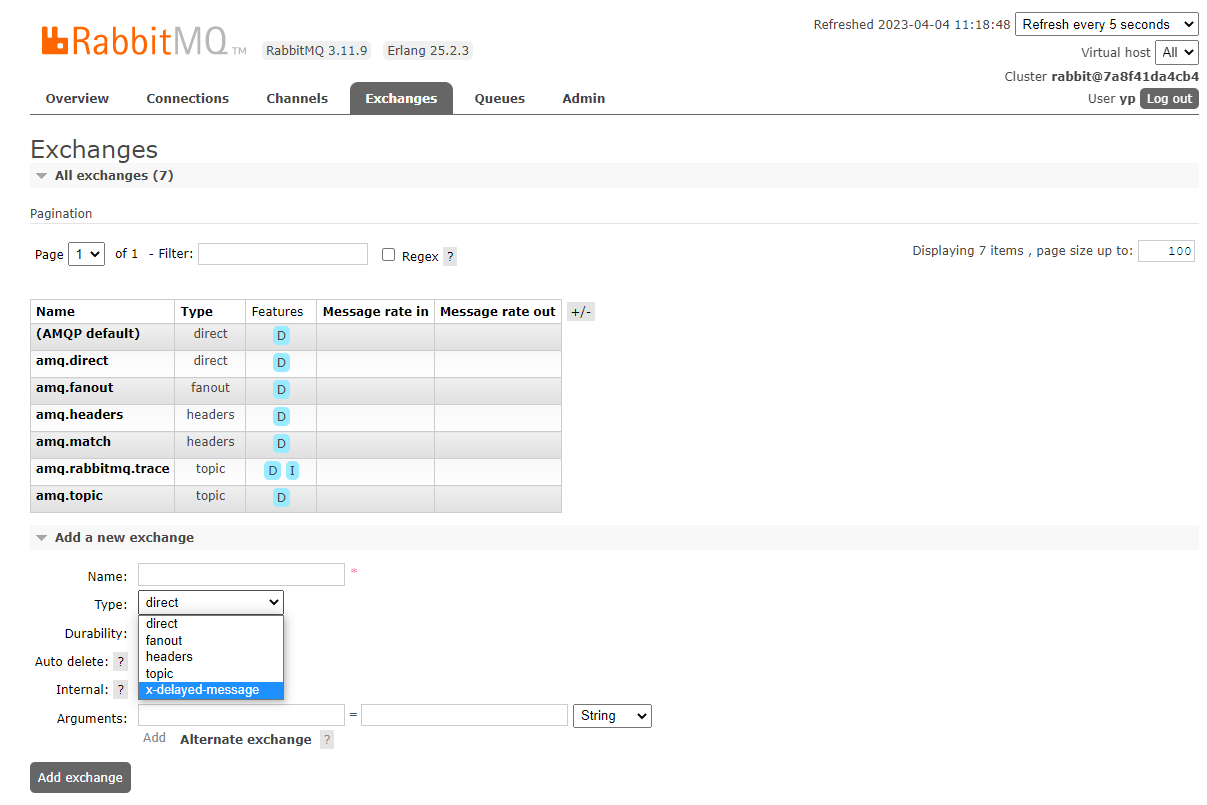 Refreshed 2023-04-04 11:18:48 Refresh every 5 seconds
RabbitMQ TM RabbitMQ 3.11.9 Erlang 25.2.3
Virtual host All
Cluster rabbit@7a8f41da4cb4
User yp Log out
Overview Connections Channels Exchanges Queues Admin
Exchanges
All exchanges (7)
Pagination
Page 1 of 1 - Filter: Regex ? Displaying 7 items , page size up to: 100
Name Type Features Message rate in Message rate out +/-
(AMQP default) direct D
amq.direct direct D
amq.fanout fanout D
amq.headers headers D
amq.match headers D
amq.rabbitmq.trace topic D I
amq.topic topic D
Add a new exchange
Name: *
Type: direct
direct
Durability:
fanout
headers
Auto delete: ?
topic
Internal: ? x-delayed-message
Arguments: = String
Add Alternate exchange ?
Add exchange